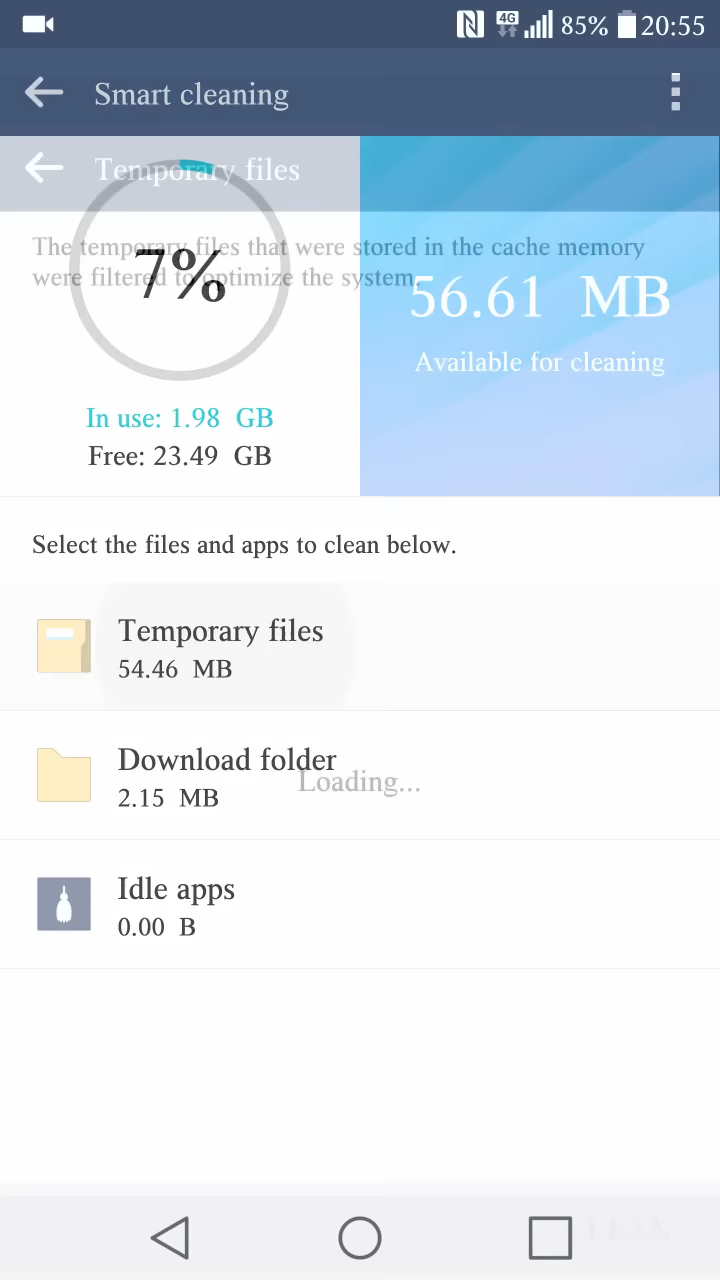 4G 85% 20:55
Smart cleaning
Temporary files
The temporary files that were stored in the cache memory
were filtered to optimize the system.
7%
56.61 MB
Available for cleaning
In use: 1.98 GB
Free: 23.49 GB
Select the files and apps to clean below.
Temporary files
54.46 MB
Download folder
Loading...
2.15 MB
Idle apps
0.00 B